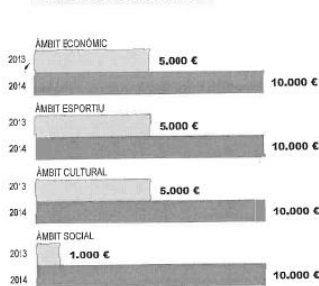 ÀMBIT ECONÒMIC
2013 5.000 €
2014 10.000 €
ÀMBIT ESPORTIU
2013 5.000 €
2014 10.000 €
ÀMBIT CULTURAL
2013 5.000 €
2014 10.000 €
ÀMBIT SOCIAL
2013 1.000 €
2014 10.000 €